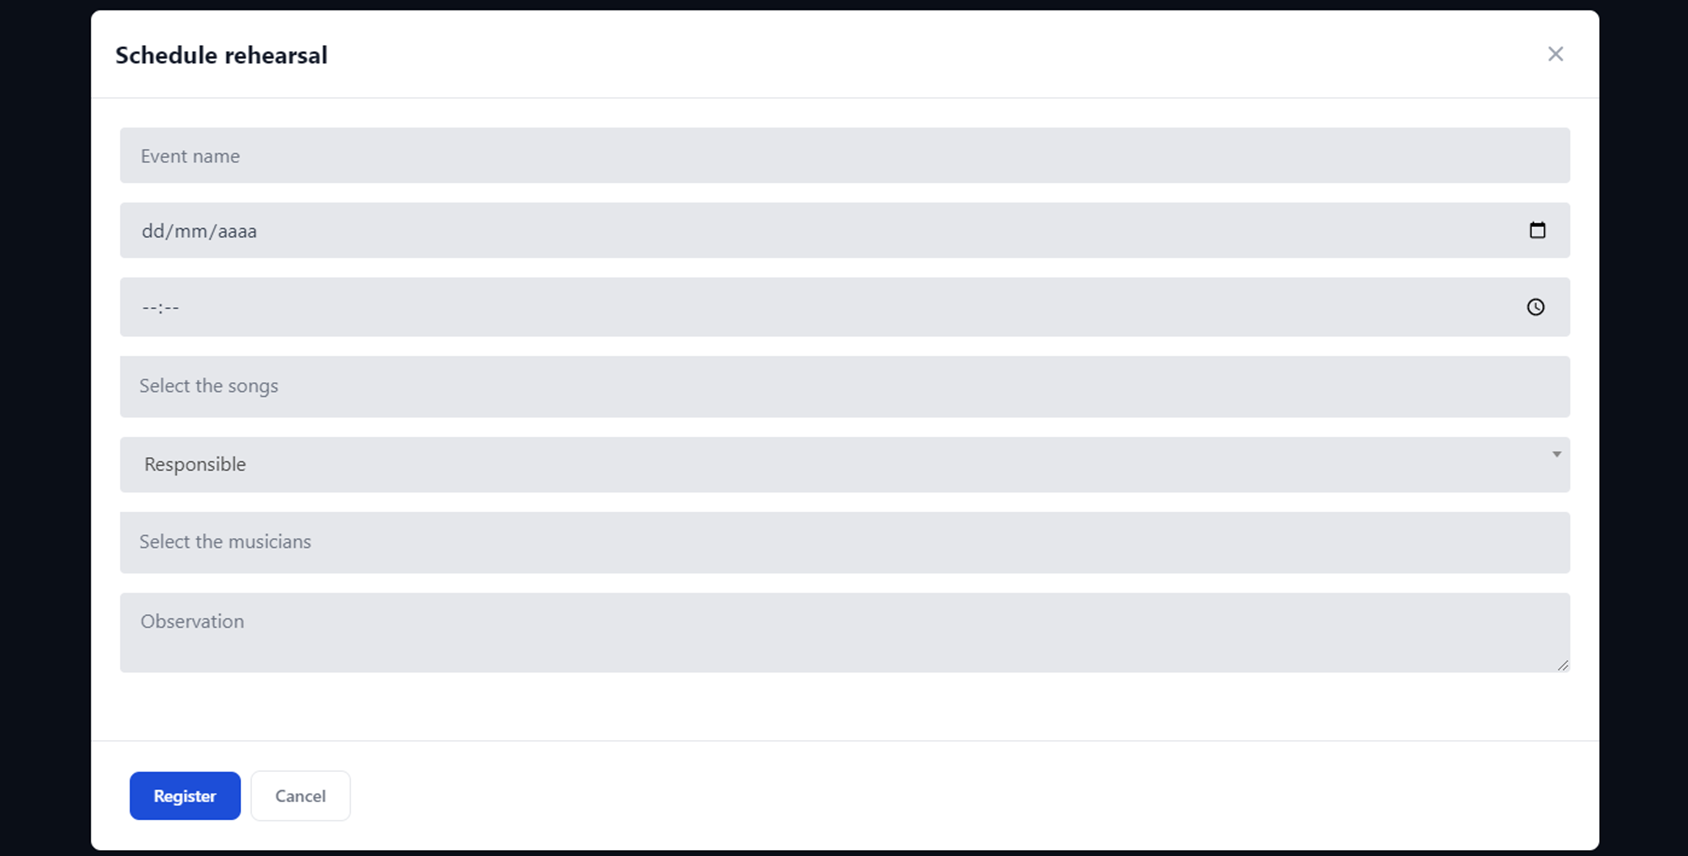 Schedule rehearsal
Event name
dd/mm/aaaa
--:--
Select the songs
Responsible
Select the musicians
Observation
Register
Cancel